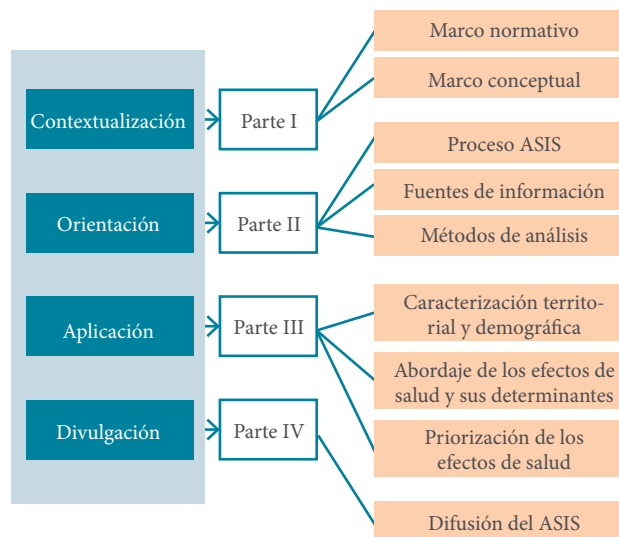 Contextualización
Parte I
Marco normativo
Marco conceptual
Orientación
Parte II
Proceso ASIS
Fuentes de información
Métodos de análisis
Aplicación
Parte III
Caracterización territo-
rial y demográfica
Abordaje de los efectos de
salud y sus determinantes
Priorización de los
efectos de salud
Divulgación
Parte IV
Difusión del ASIS